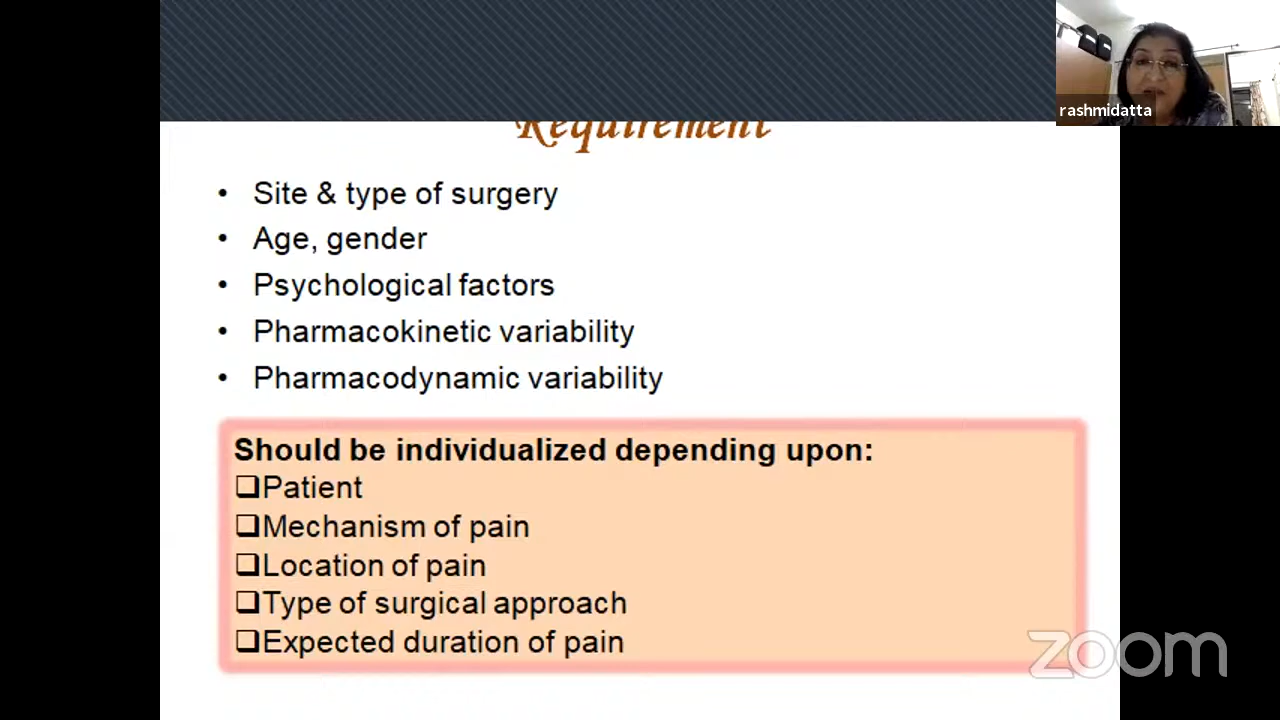 rashmidatta
Requirement
• Site & type of surgery
• Age, gender
• Psychological factors
• Pharmacokinetic variability
• Pharmacodynamic variability
Should be individualized depending upon:
❑Patient
❑Mechanism of pain
❑Location of pain
❑Type of surgical approach
❑Expected duration of pain
zoom